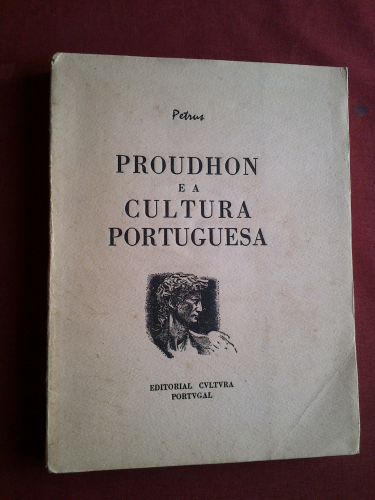 Petrus
PROUDHON
E A
CULTURA
PORTUGUESA
EDITORIAL CVLTVRA
PORTVGAL